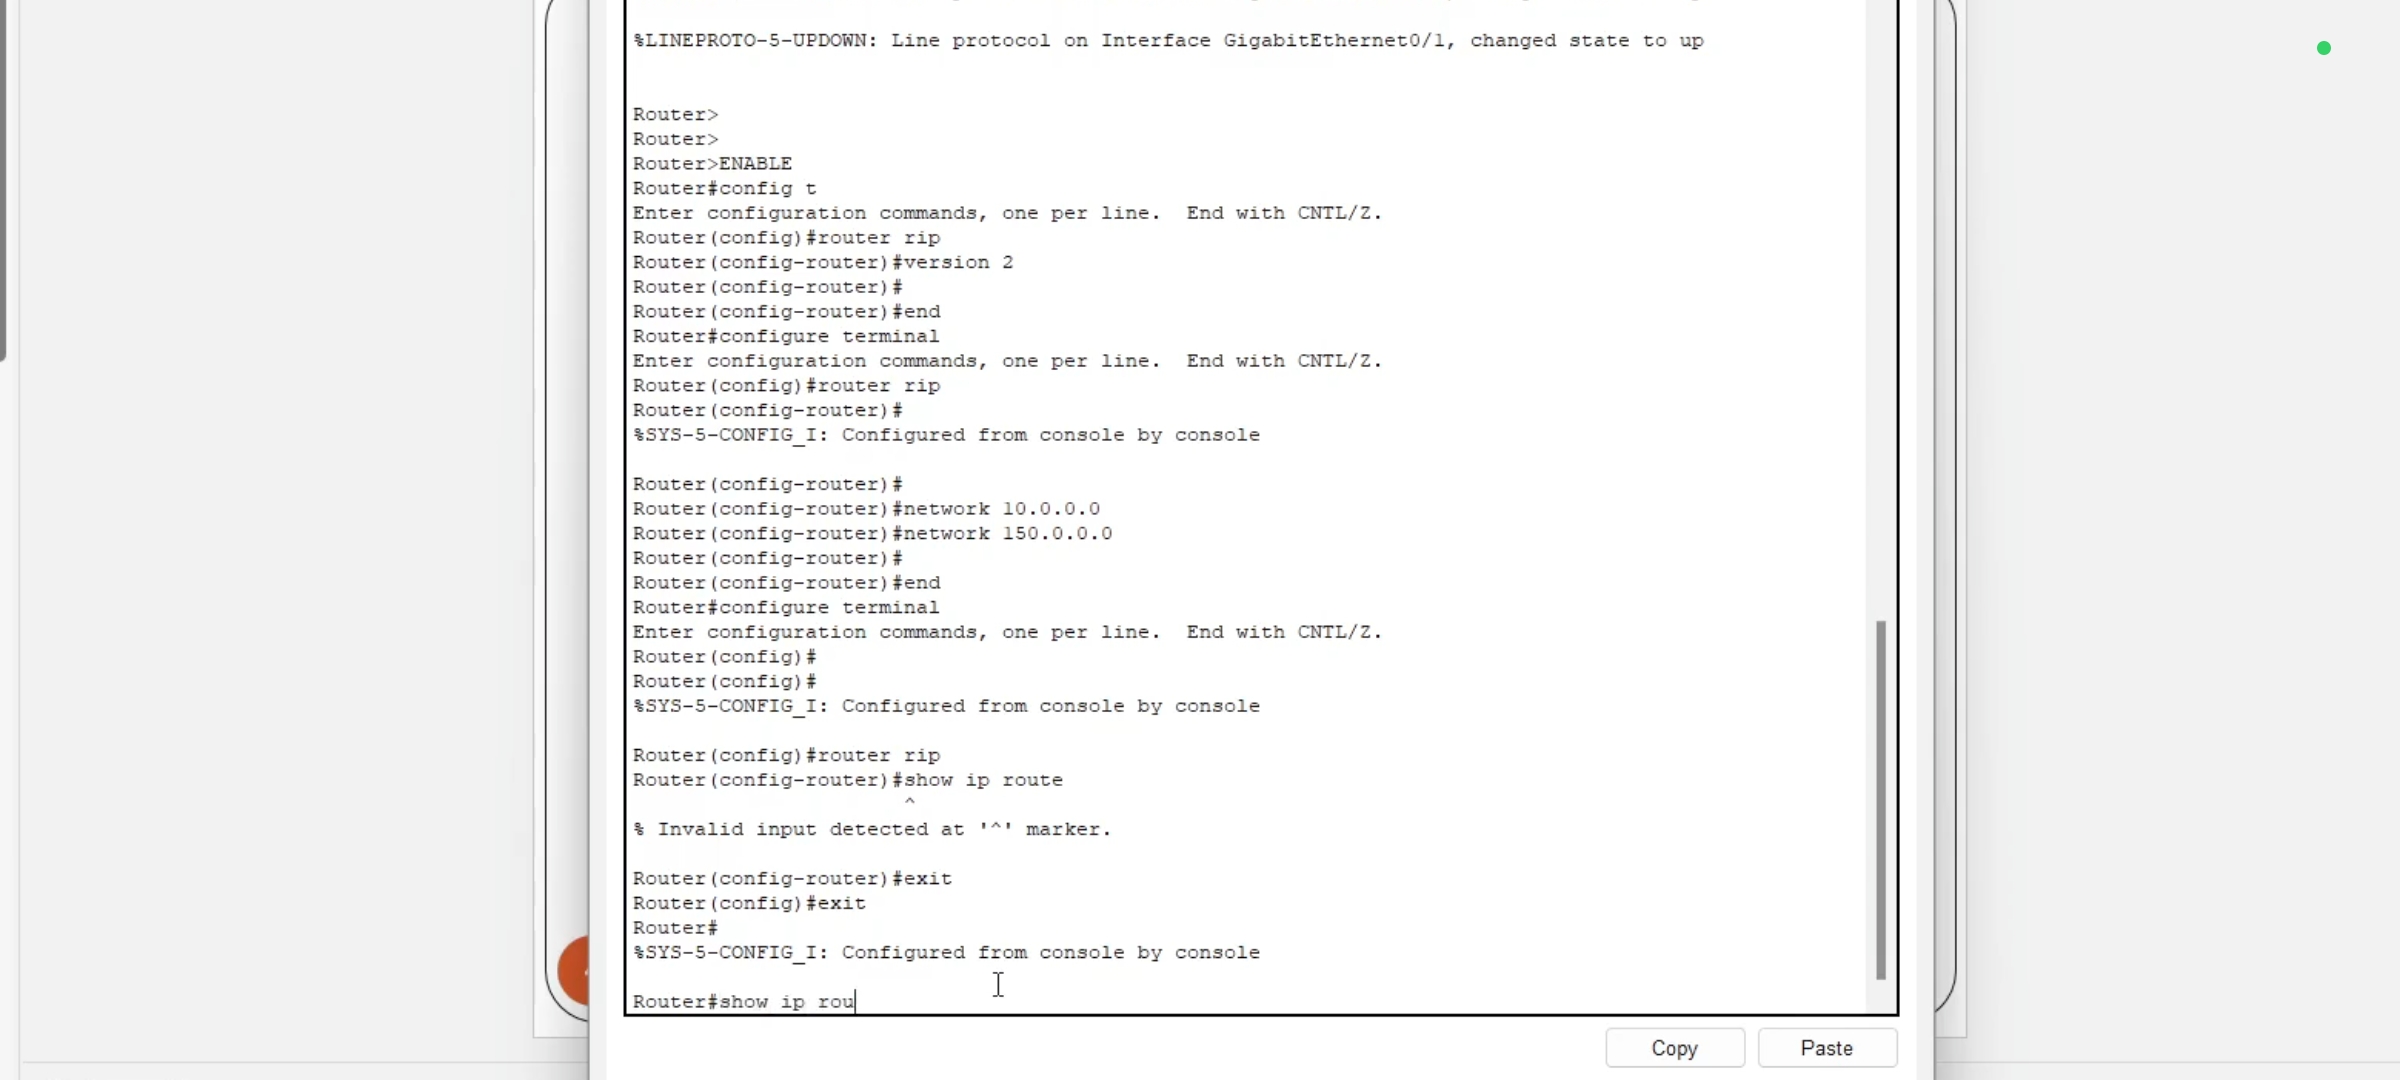 %LINEPROTO-5-UPDOWN: Line protocol on Interface GigabitEthernet0/1, changed state to up
Router>
Router>
Router>ENABLE
Router#config t
Enter configuration commands, one per line.  End with CNTL/Z.
Router(config)#router rip
Router(config-router)#version 2
Router(config-router)#
Router(config-router)#end
Router#configure terminal
Enter configuration commands, one per line.  End with CNTL/Z.
Router(config)#router rip
Router(config-router)#
%SYS-5-CONFIG_I: Configured from console by console
Router(config-router)#
Router(config-router)#network 10.0.0.0
Router(config-router)#network 150.0.0.0
Router(config-router)#
Router(config-router)#end
Router#configure terminal
Enter configuration commands, one per line.  End with CNTL/Z.
Router(config)#
Router(config)#
%SYS-5-CONFIG_I: Configured from console by console
Router(config)#router rip
Router(config-router)#show ip route
^
% Invalid input detected at '^' marker.
Router(config-router)#exit
Router(config)#exit
Router#
%SYS-5-CONFIG_I: Configured from console by console
Router#show ip rou
Copy Paste